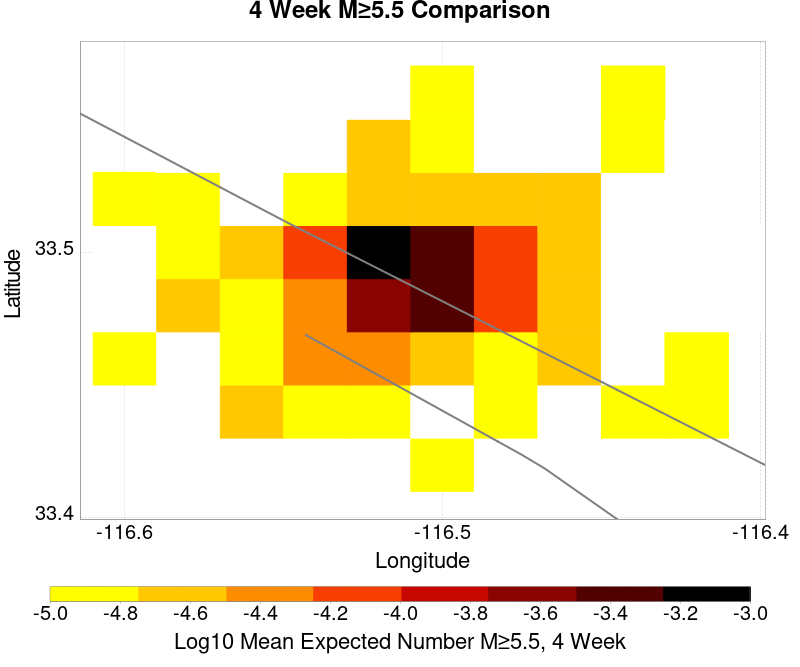 4 Week M≥5.5 Comparison
Latitude
33.5
33.4
-116.6 -116.5 -116.4
Longitude
-5.0 -4.8 -4.6 -4.4 -4.2 -4.0 -3.8 -3.6 -3.4 -3.2 -3.0
Log10 Mean Expected Number M≥5.5, 4 Week